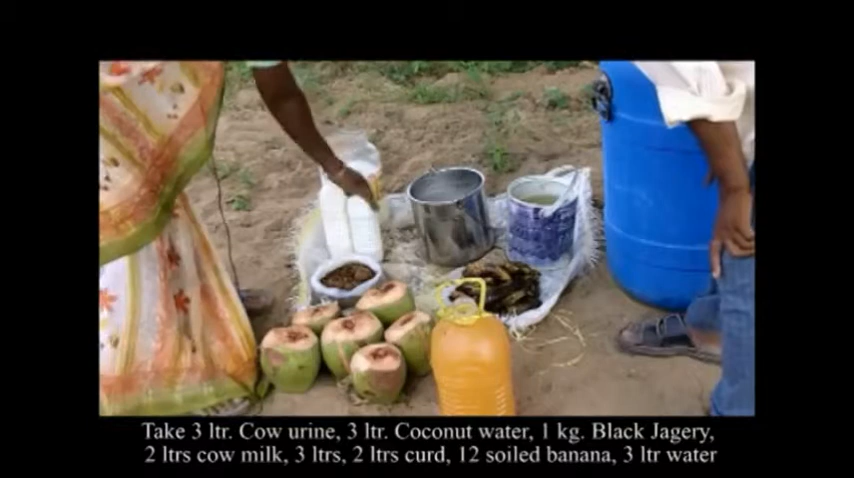 Take 3 ltr. Cow urine, 3 ltr. Coconut water, 1 kg. Black Jagery,
2 ltrs cow milk, 3 ltrs, 2 ltrs curd, 12 soiled banana, 3 ltr water